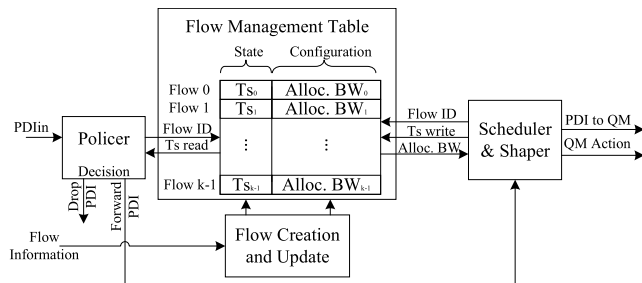 Flow Management Table
State
Configuration
Flow 0
Ts0
Alloc. BW0
Flow 1
Ts1
Alloc. BW1
⋮
⋮
Flow k-1
Tsk-1
Alloc. BWk-1
PDIin
Policer
Decision
Flow ID
Ts read
Flow ID
Ts write
Alloc. BW
Scheduler
& Shaper
PDI to QM
QM Action
Drop
PDI
Forward
PDI
Flow
Information
Flow Creation
and Update